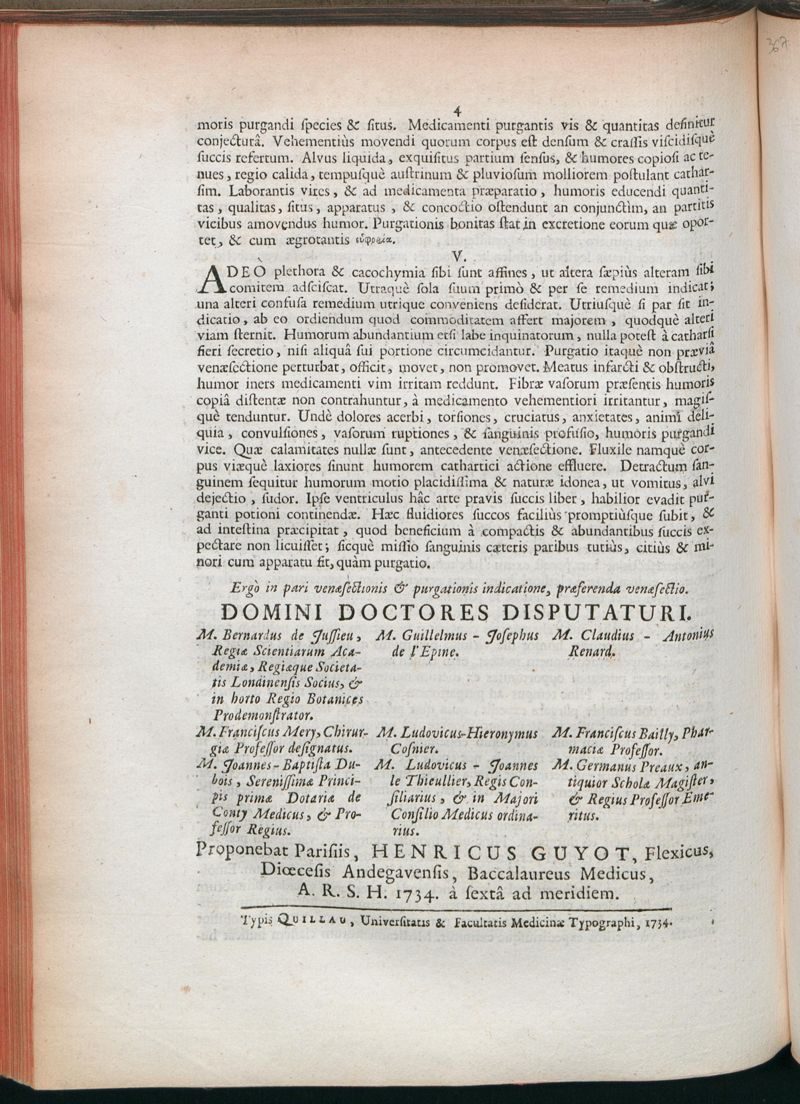 367
4
moris purgandi ſpecies & ſitus. Medicamenti purgantis vis & quantitas definitur
conjecturâ. Vehementiùs movendi quorum corpus eſt denſum & craſſis viſcidiſquè
ſuccis refertum. Alvus liquida, exquiſitus partium ſenſus, & humores copioſi ac te-
nues, regio calida, tempuſquè auſtrinum & pluvioſum molliorem poſtulant cathar-
ſim. Laborantis vires, & ad medicamenta præparatio, humoris educendi quanti-
tas, qualitas, ſitus, apparatus, & concoctio oſtendunt an conjunctìm, an partitis
vicibus amovendus humor. Purgationis bonitas ſtat in excretione eorum quæ opor-
tet, & cum ægrotantis
V.
ADEÒ plethora & cacochymia ſibi ſunt affines, ut altera ſæpiùs alteram ſibi
comitem adſciſcat. Utraquè ſola ſuum primò & per ſe remedium indicat;
una alteri confuſa remedium utrique conveniens deſiderat. Utriuſquè ſi par ſit in-
dicatio, ab eo ordiendum quod commoditatem affert majorem, quodquè alteri
viam ſternit. Humorum abundantium etſi labe inquinatorum, nulla poteſt à catharſi
fieri ſecretio, niſi aliquâ ſui portione circumcidantur. Purgatio itaquè non præviâ
venæſectione perturbat, officit, movet, non promovet. Meatus infarcti & obſtructi,
humor iners medicamenti vim irritam reddunt. Fibræ vaſorum præſentis humoris
copiâ diſtentæ non contrahuntur, à medicamento vehementiori irritantur, magiſ-
què tenduntur. Undè dolores acerbi, torſiones, cruciatus, anxietates, animi deli-
quia, convulſiones, vaſorum ruptiones, & ſanguinis profuſio, humoris purgandi
vice. Quæ calamitates nullæ ſunt, antecedente venæſectione. Fluxile namquè cor-
pus viæquè laxiores ſinunt humorem cathartici actione effluere. Detractum ſan-
guinem ſequitur humorum motio placidiſſima & naturæ idonea, ut vomitus, alvi
dejectio, ſudor. Ipſe ventriculus hâc arte pravis ſuccis liber, habilior evadit pur-
ganti potioni continendæ. Hæc fluidiores ſuccos faciliùs promptiùſque ſubit, &
ad inteſtina præcipitat, quod beneficium à compactis & abundantibus ſuccis ex-
pectare non licuiſſet; ſicquè miſſio ſanguinis cæteris paribus tutiùs, citiùs & mi-
nori cum apparatu fit, quàm purgatio.
Ergò in pari venæſectionis & purgationis indicatione, præferenda venæſectio.
DOMINI DOCTORES DISPUTATURI.
M. Bernardus de Juſſieu,
Regiæ Scientiarum Aca-
demiæ, Regiæque Societa-
tis Londinenſis Socius, &
in horto Regio Botanices
Prodemonſtrator.
M. Guillelmus - Joſephus
de l'Epine.
M. Claudius - Antonius
Renard.
M. Franciſcus Mery, Chirur-
giæ Profeſſor deſignatus.
M. Ludovicus-Hieronymus
Coſnier.
M. Franciſcus Bailly, Phar-
maciæ Profeſſor.
M. Joannes-Baptiſta Du-
bois, Sereniſſimæ Princi-
pis primæ Dotariæ de
Conty Medicus, & Pro-
feſſor Regius.
M. Ludovicus - Joannes
le Thieullier, Regis Con-
ſiliarius, & in Majori
Conſilio Medicus ordina-
rius.
M. Germanus Preaux, an-
tiquior Scholæ Magiſter,
& Regius Profeſſor Eme-
ritus.
Proponebat Pariſiis, HENRICUS GUYOT, Flexicus,
Diœceſis Andegavenſis, Baccalaureus Medicus,
A. R. S. H. 1734. à ſextâ ad meridiem.
Typis QUILLAU, Univerſitatis & Facultatis Medicinæ Typographi, 1734.